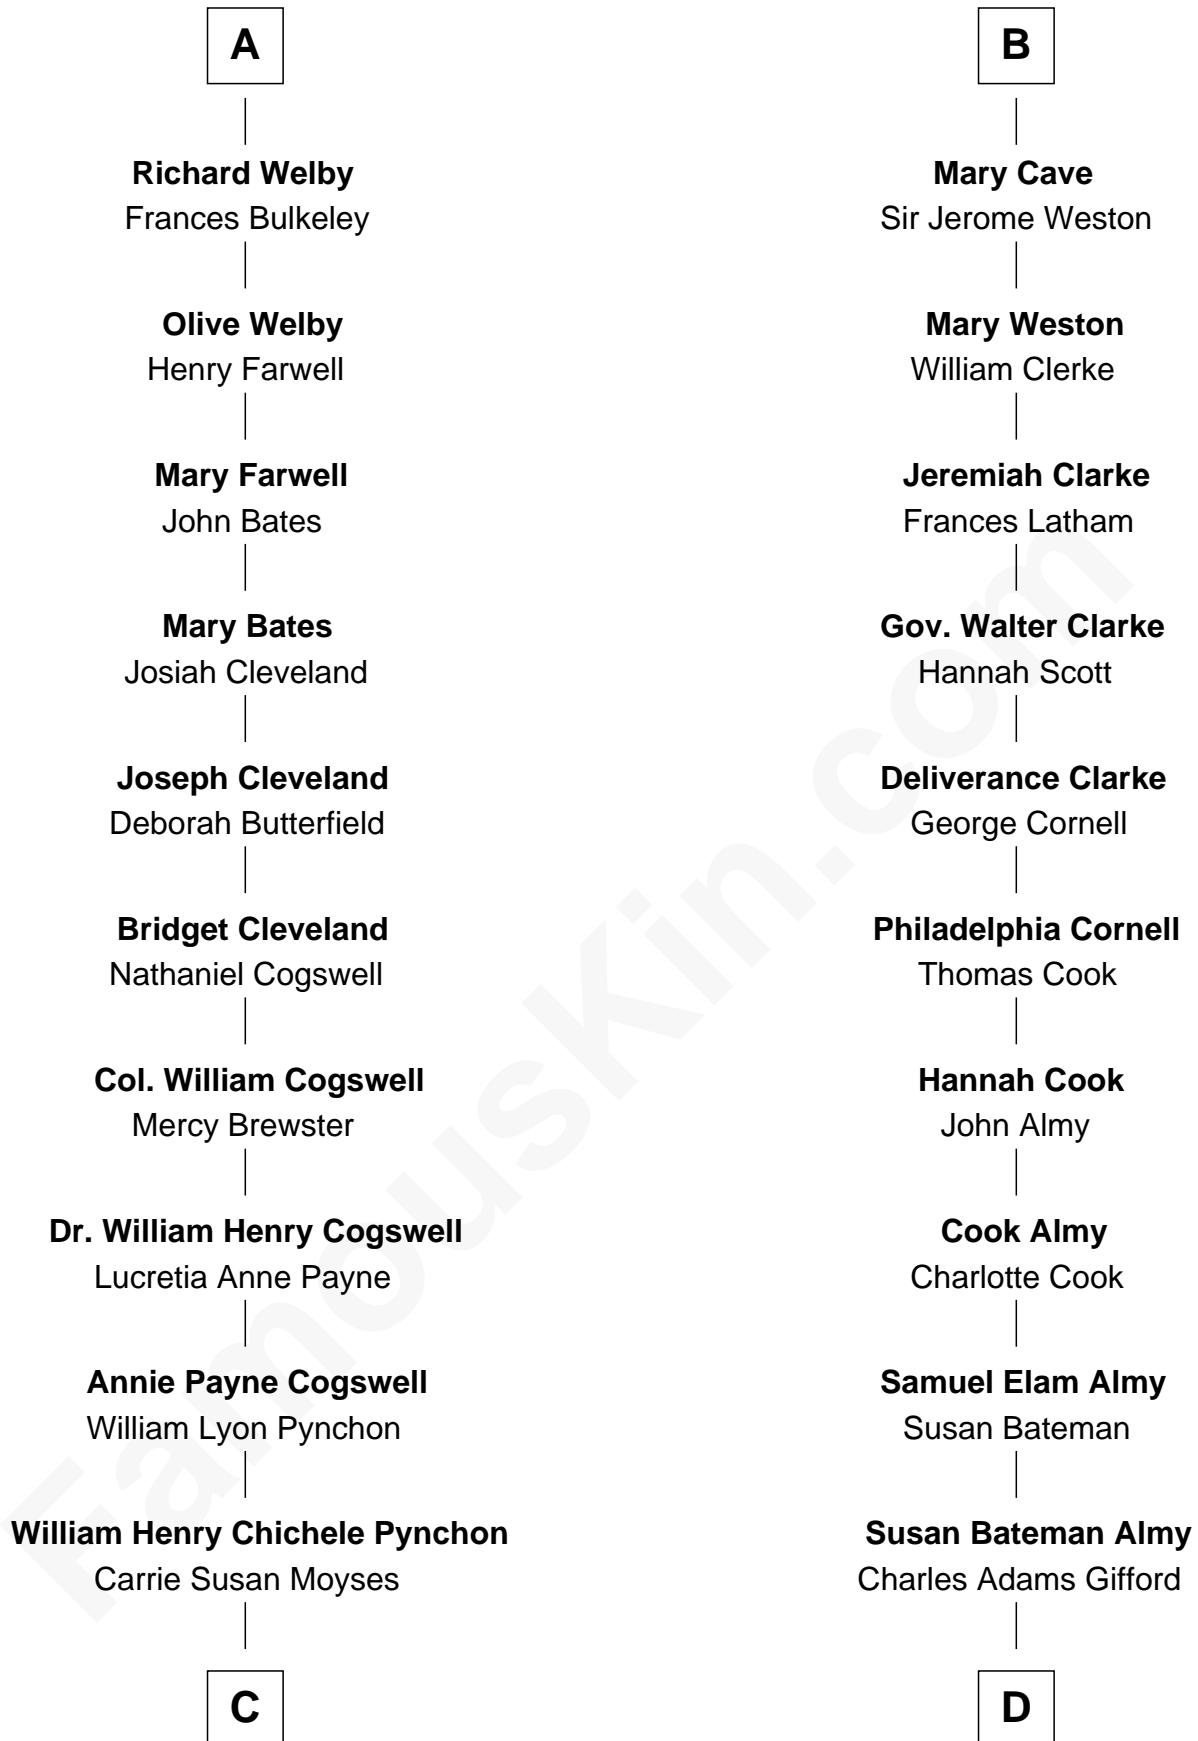 A
Richard Welby
Frances Bulkeley
Olive Welby
Henry Farwell
Mary Farwell
John Bates
Mary Bates
Josiah Cleveland
Joseph Cleveland
Deborah Butterfield
Bridget Cleveland
Nathaniel Cogswell
Col. William Cogswell
Mercy Brewster
Dr. William Henry Cogswell
Lucretia Anne Payne
Annie Payne Cogswell
William Lyon Pynchon
William Henry Chichele Pynchon
Carrie Susan Moyses
C
B
Mary Cave
Sir Jerome Weston
Mary Weston
William Clerke
Jeremiah Clarke
Frances Latham
Gov. Walter Clarke
Hannah Scott
Deliverance Clarke
George Cornell
Philadelphia Cornell
Thomas Cook
Hannah Cook
John Almy
Cook Almy
Charlotte Cook
Samuel Elam Almy
Susan Bateman
Susan Bateman Almy
Charles Adams Gifford
D
FamousKin.com